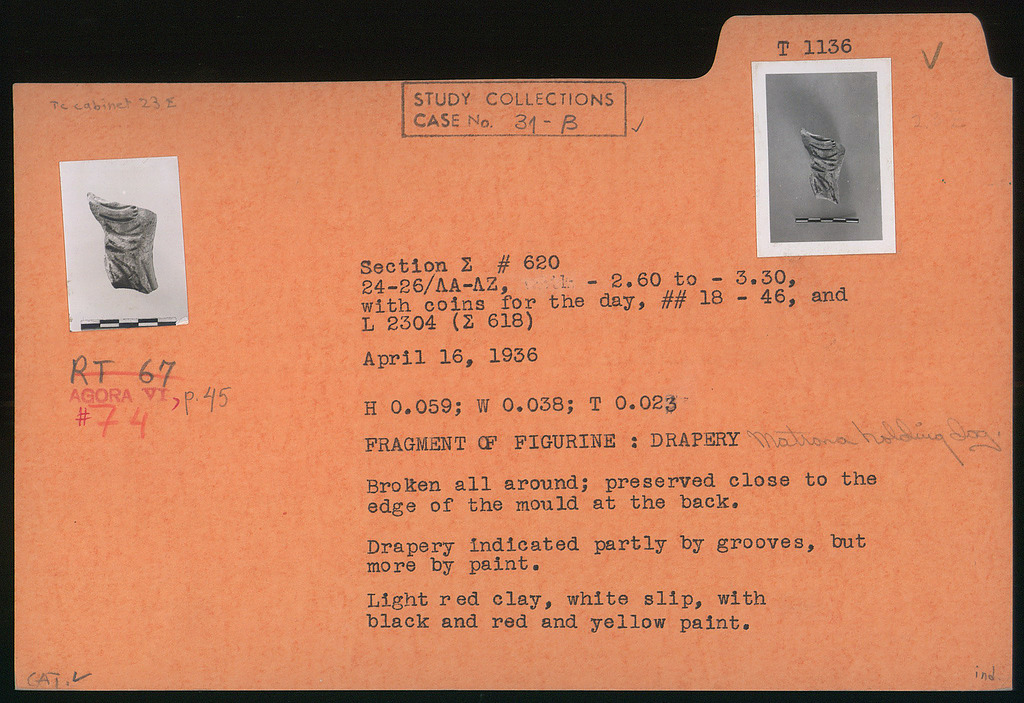 T 1136
Tc cabinet 23 Σ
STUDY COLLECTIONS
CASE No. 31 - B
Section Σ # 620
24-26/ΛΑ-ΛΖ, - 2.60 to - 3.30,
with coins for the day, ## 18 - 46, and
L 2304 (Σ 618)
April 16, 1936
RT 67
AGORA VI, p. 45
# 74
H 0.059; W 0.038; T 0.023
FRAGMENT OF FIGURINE : DRAPERY Matrona holding dog.
Broken all around; preserved close to the
edge of the mould at the back.
Drapery indicated partly by grooves, but
more by paint.
Light red clay, white slip, with
black and red and yellow paint.
CAT. ✓
ind